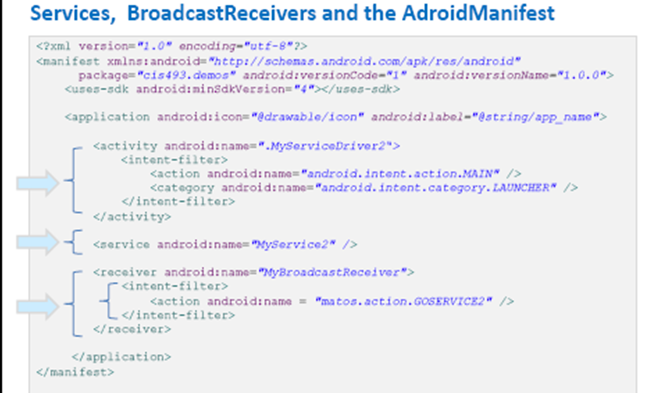 Services, BroadcastReceivers and the AdroidManifest
<?xml version="1.0" encoding="utf-8"?>
<manifest xmlns:android="http://schemas.android.com/apk/res/android"
package="cis493.demos" android:versionCode="1" android:versionName="1.0.0">
<uses-sdk android:minSdkVersion="4"></uses-sdk>
<application android:icon="@drawable/icon" android:label="@string/app_name">
<activity android:name=".MyServiceDriver2">
<intent-filter>
<action android:name="android.intent.action.MAIN" />
<category android:name="android.intent.category.LAUNCHER" />
</intent-filter>
</activity>
<service android:name="MyService2" />
<receiver android:name="MyBroadcastReceiver">
<intent-filter>
<action android:name = "matos.action.GOSERVICE2" />
</intent-filter>
</receiver>
</application>
</manifest>